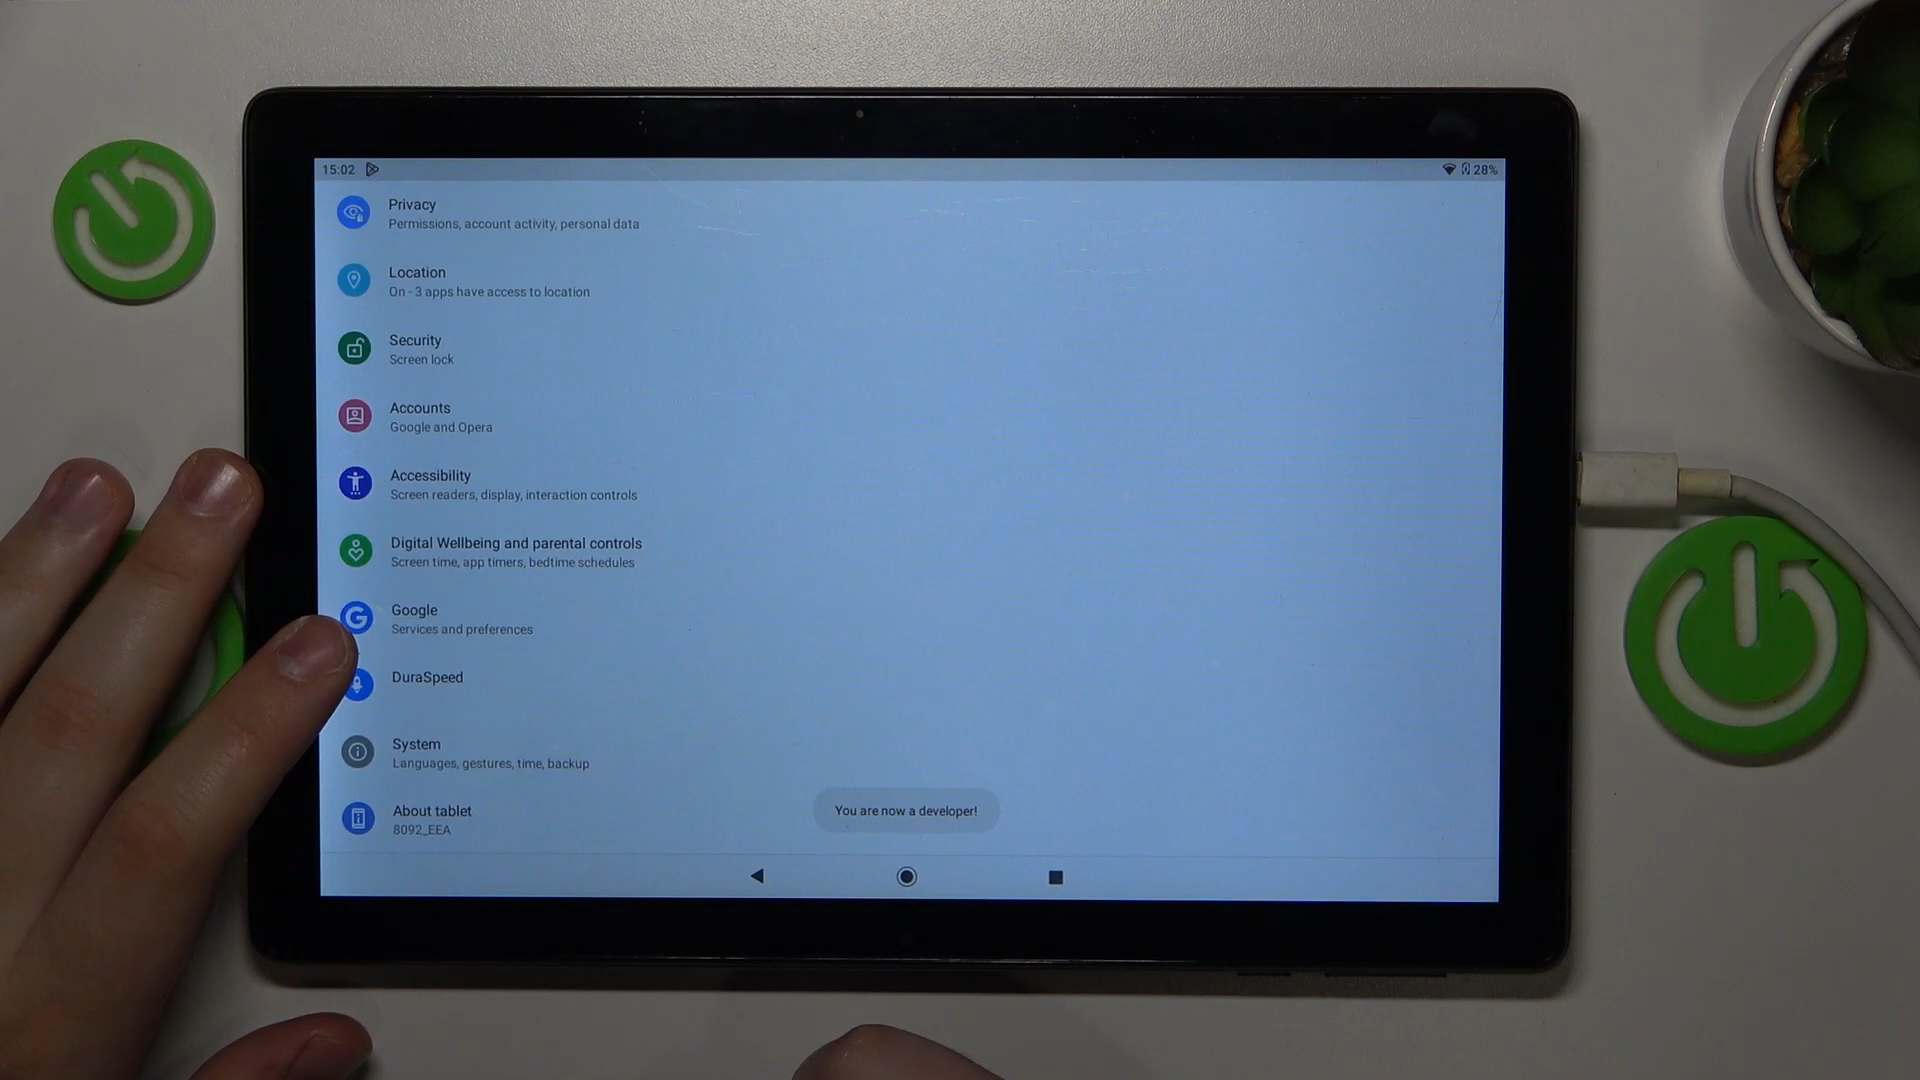 15:02
28%
Privacy
Permissions, account activity, personal data
Location
On - 3 apps have access to location
Security
Screen lock
Accounts
Google and Opera
Accessibility
Screen readers, display, interaction controls
Digital Wellbeing and parental controls
Screen time, app timers, bedtime schedules
Google
Services and preferences
DuraSpeed
System
Languages, gestures, time, backup
About tablet
8092_EEA
You are now a developer!